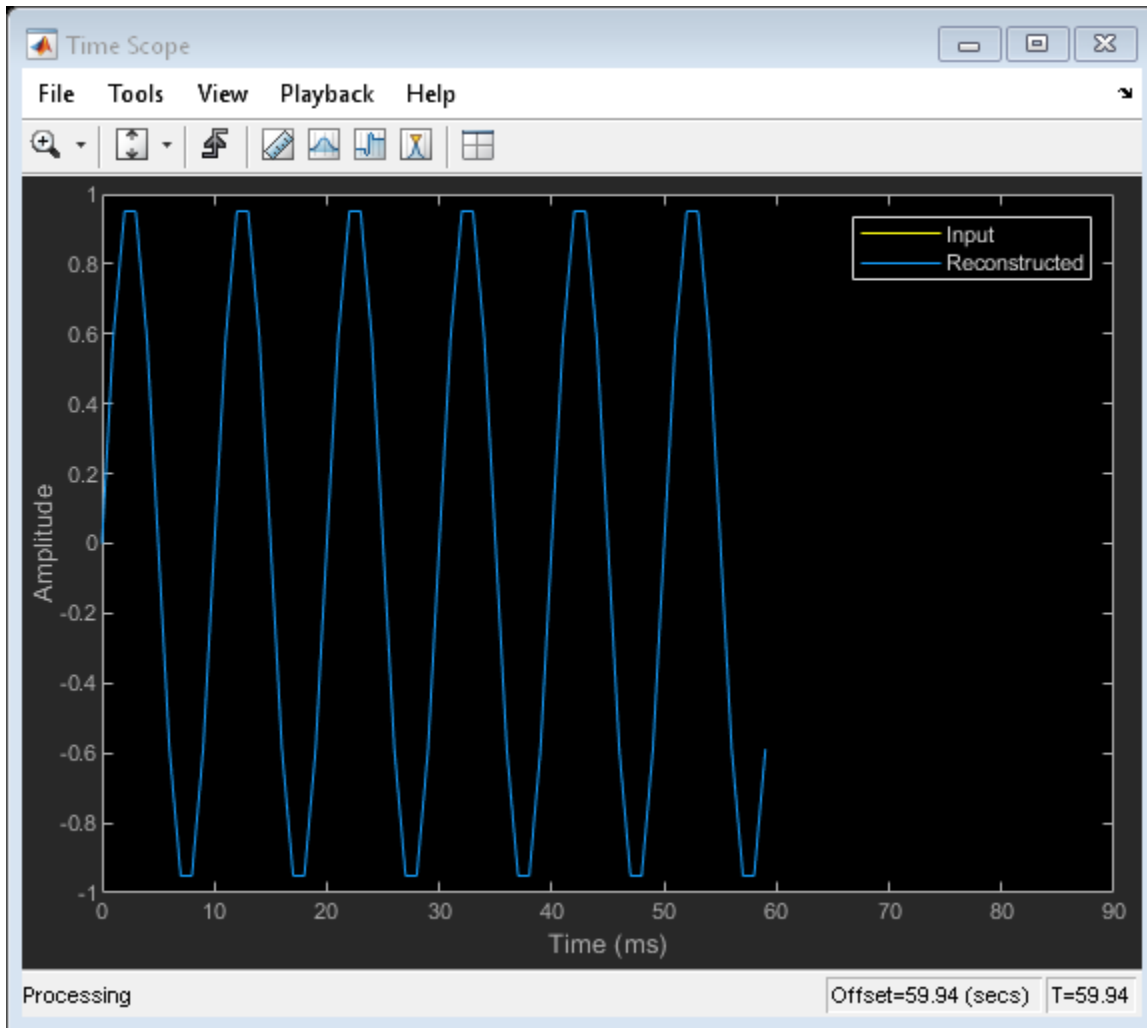 Time Scope
File Tools View Playback Help
1
0.8
0.6
0.4
0.2
0
-0.2
-0.4
-0.6
-0.8
-1
Amplitude
Input
Reconstructed
0 10 20 30 40 50 60 70 80 90
Time (ms)
Processing Offset=59.94 (secs) T=59.94